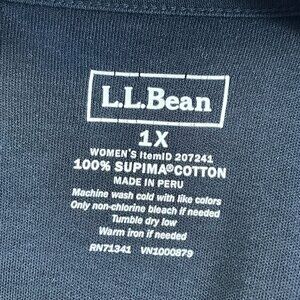 L.L.Bean
1X
WOMEN'S ItemID 207241
100% SUPIMA®COTTON
MADE IN PERU
Machine wash cold with like colors
Only non-chlorine bleach if needed
Tumble dry low
Warm iron if needed
RN71341 VN1000879